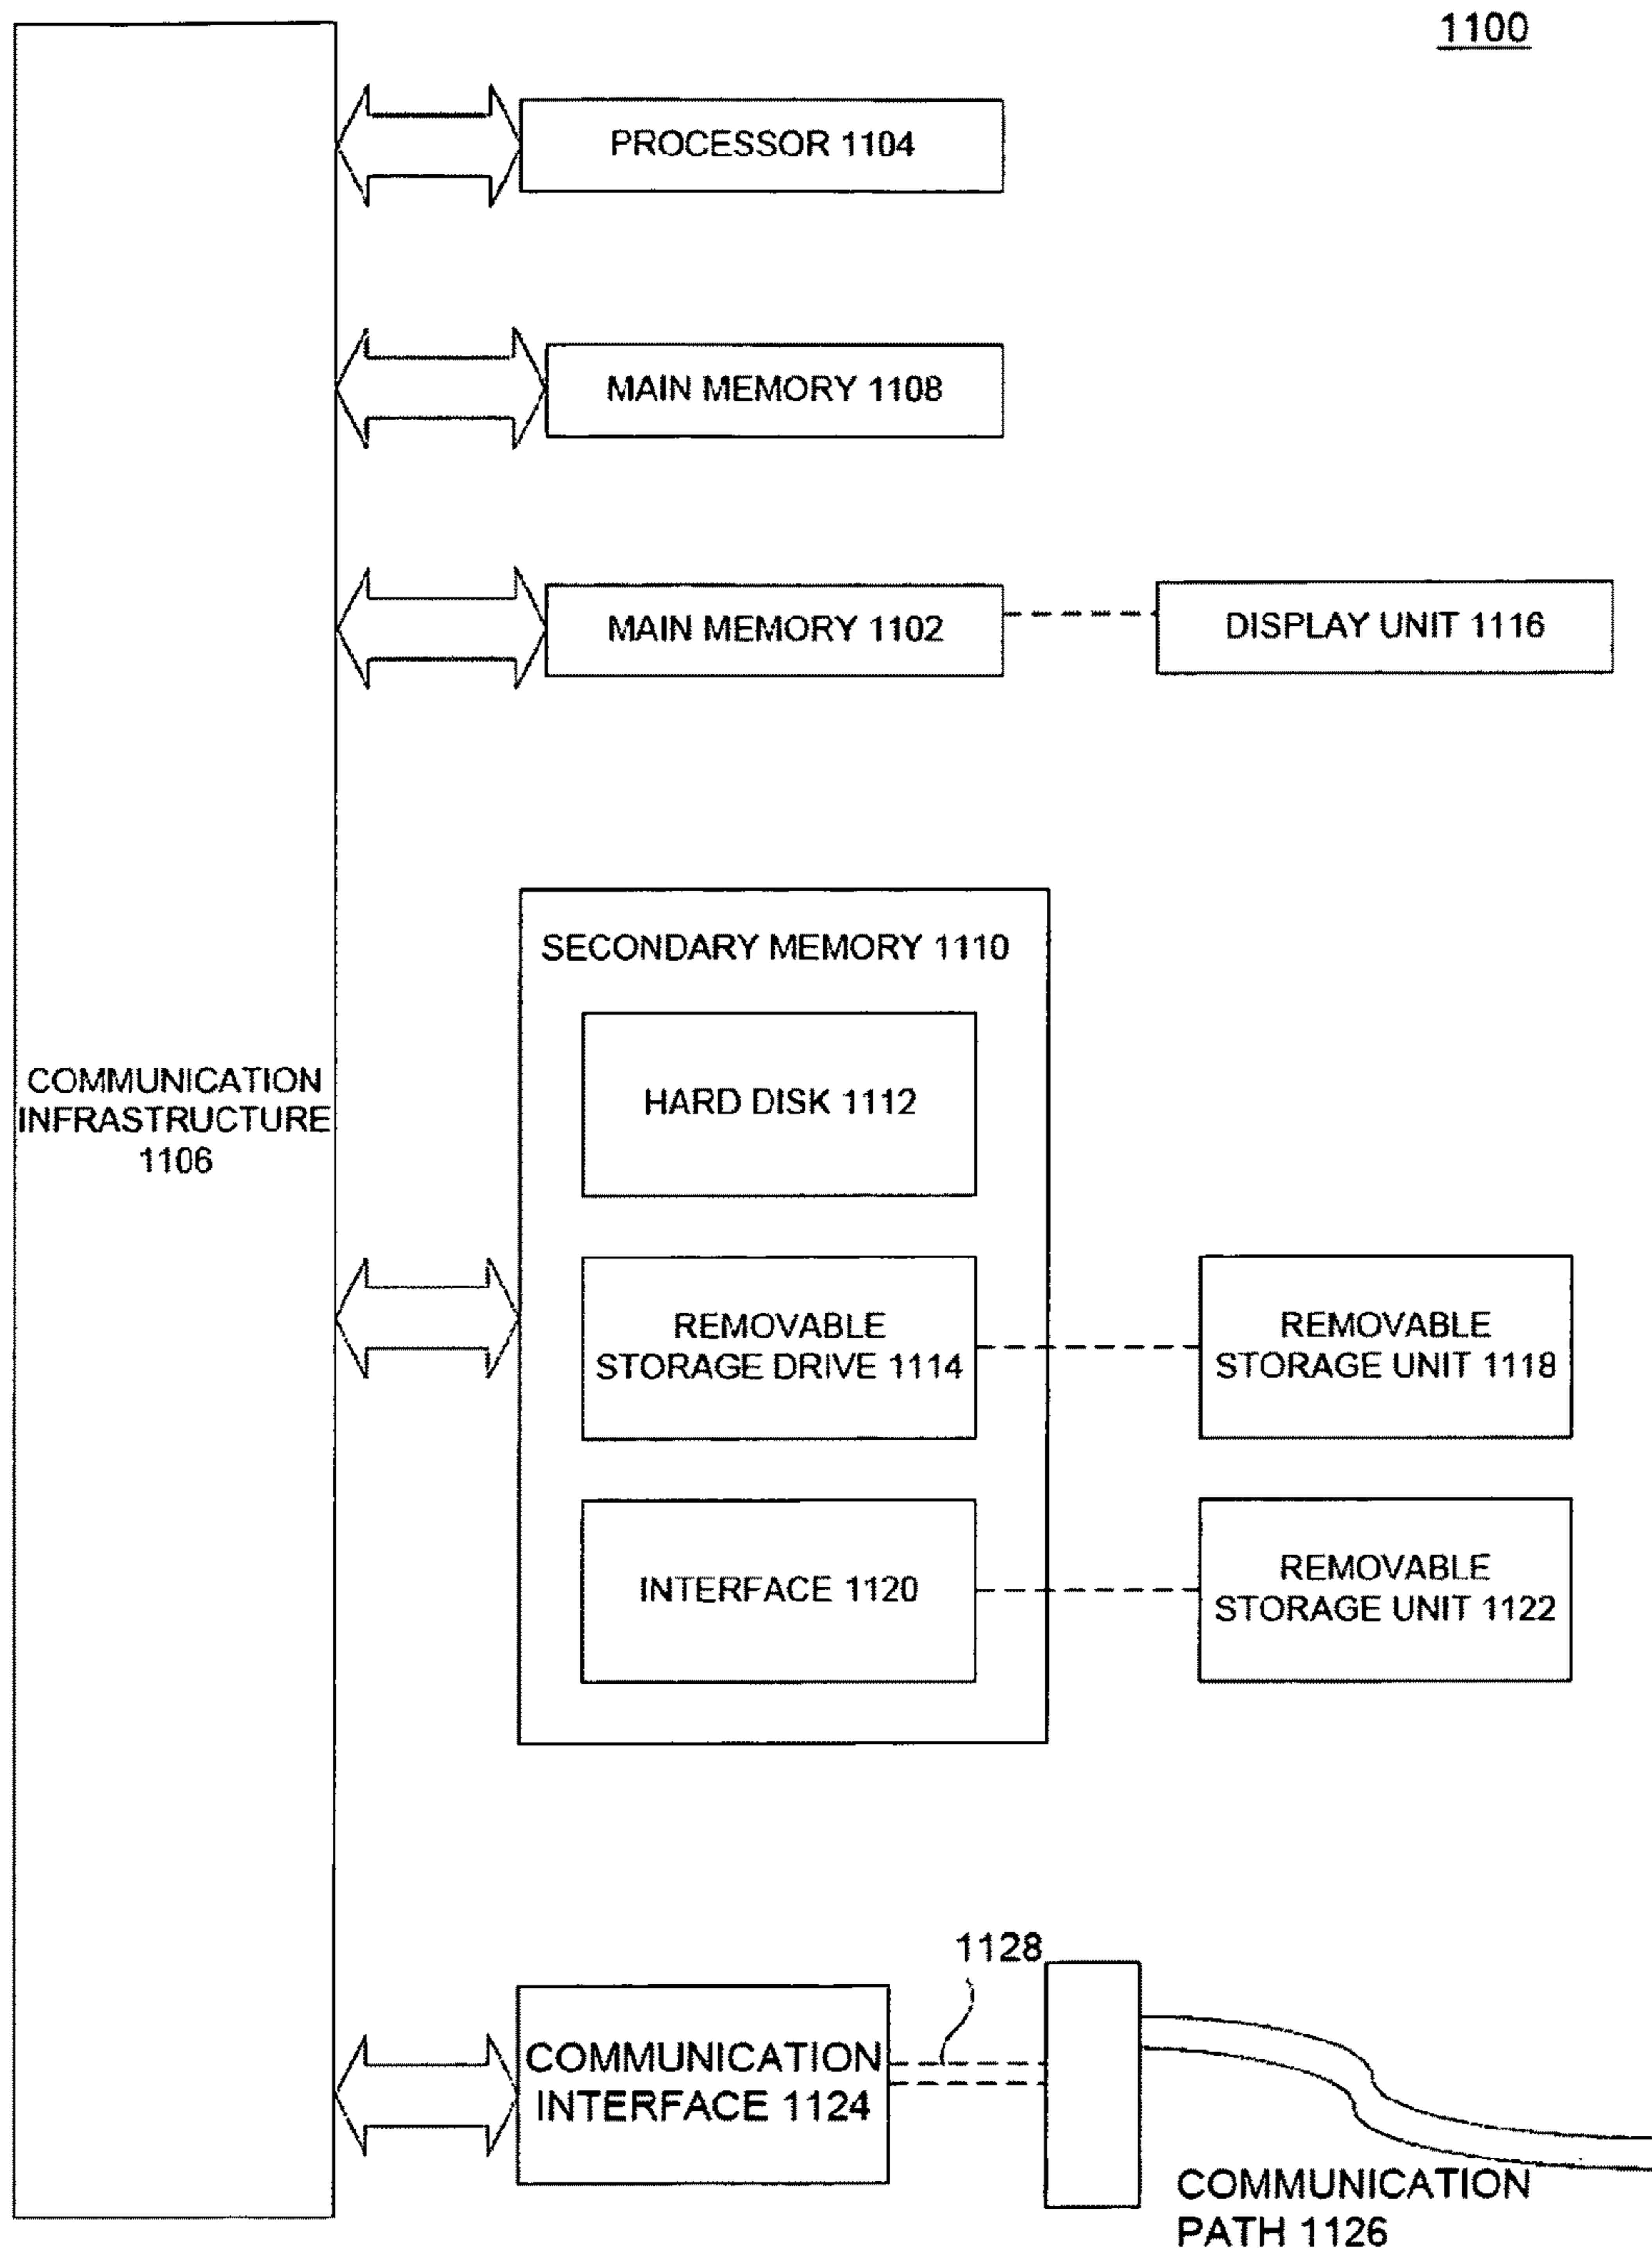 1100
PROCESSOR 1104
MAIN MEMORY 1108
MAIN MEMORY 1102
DISPLAY UNIT 1116
SECONDARY MEMORY 1110
HARD DISK 1112
COMMUNICATION
INFRASTRUCTURE
1106
REMOVABLE
STORAGE DRIVE 1114
REMOVABLE
STORAGE UNIT 1118
INTERFACE 1120
REMOVABLE
STORAGE UNIT 1122
1128
COMMUNICATION
INTERFACE 1124
COMMUNICATION
PATH 1126